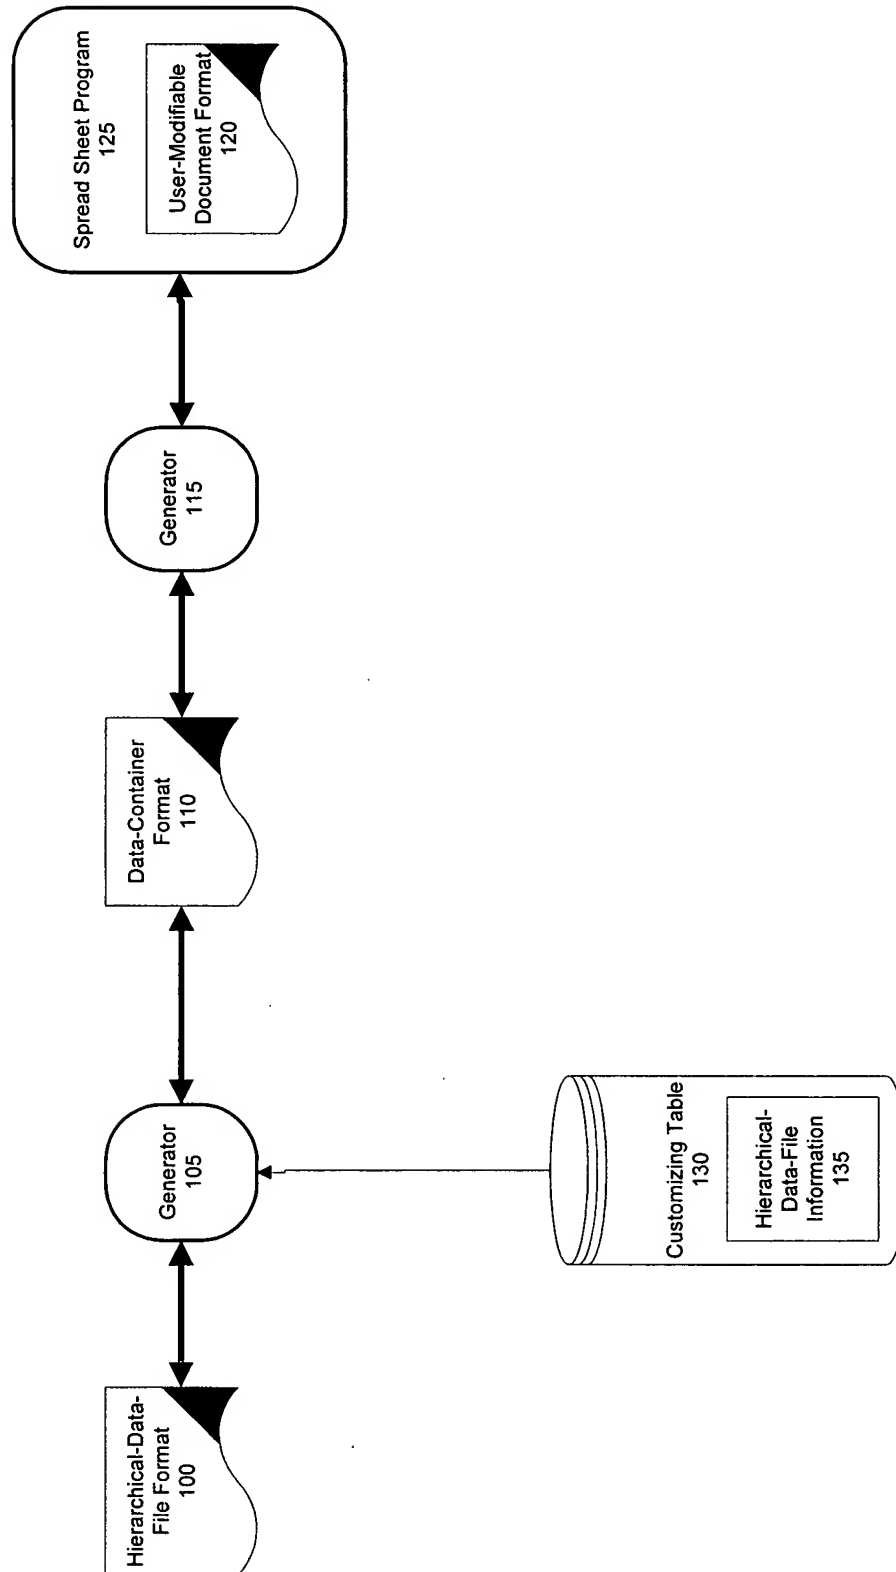 Hierarchical-Data-
File Format
100
Generator
105
Data-Container
Format
110
Generator
115
Spread Sheet Program
125
User-Modifiable
Document Format
120
Customizing Table
130
Hierarchical-
Data-File
Information
135